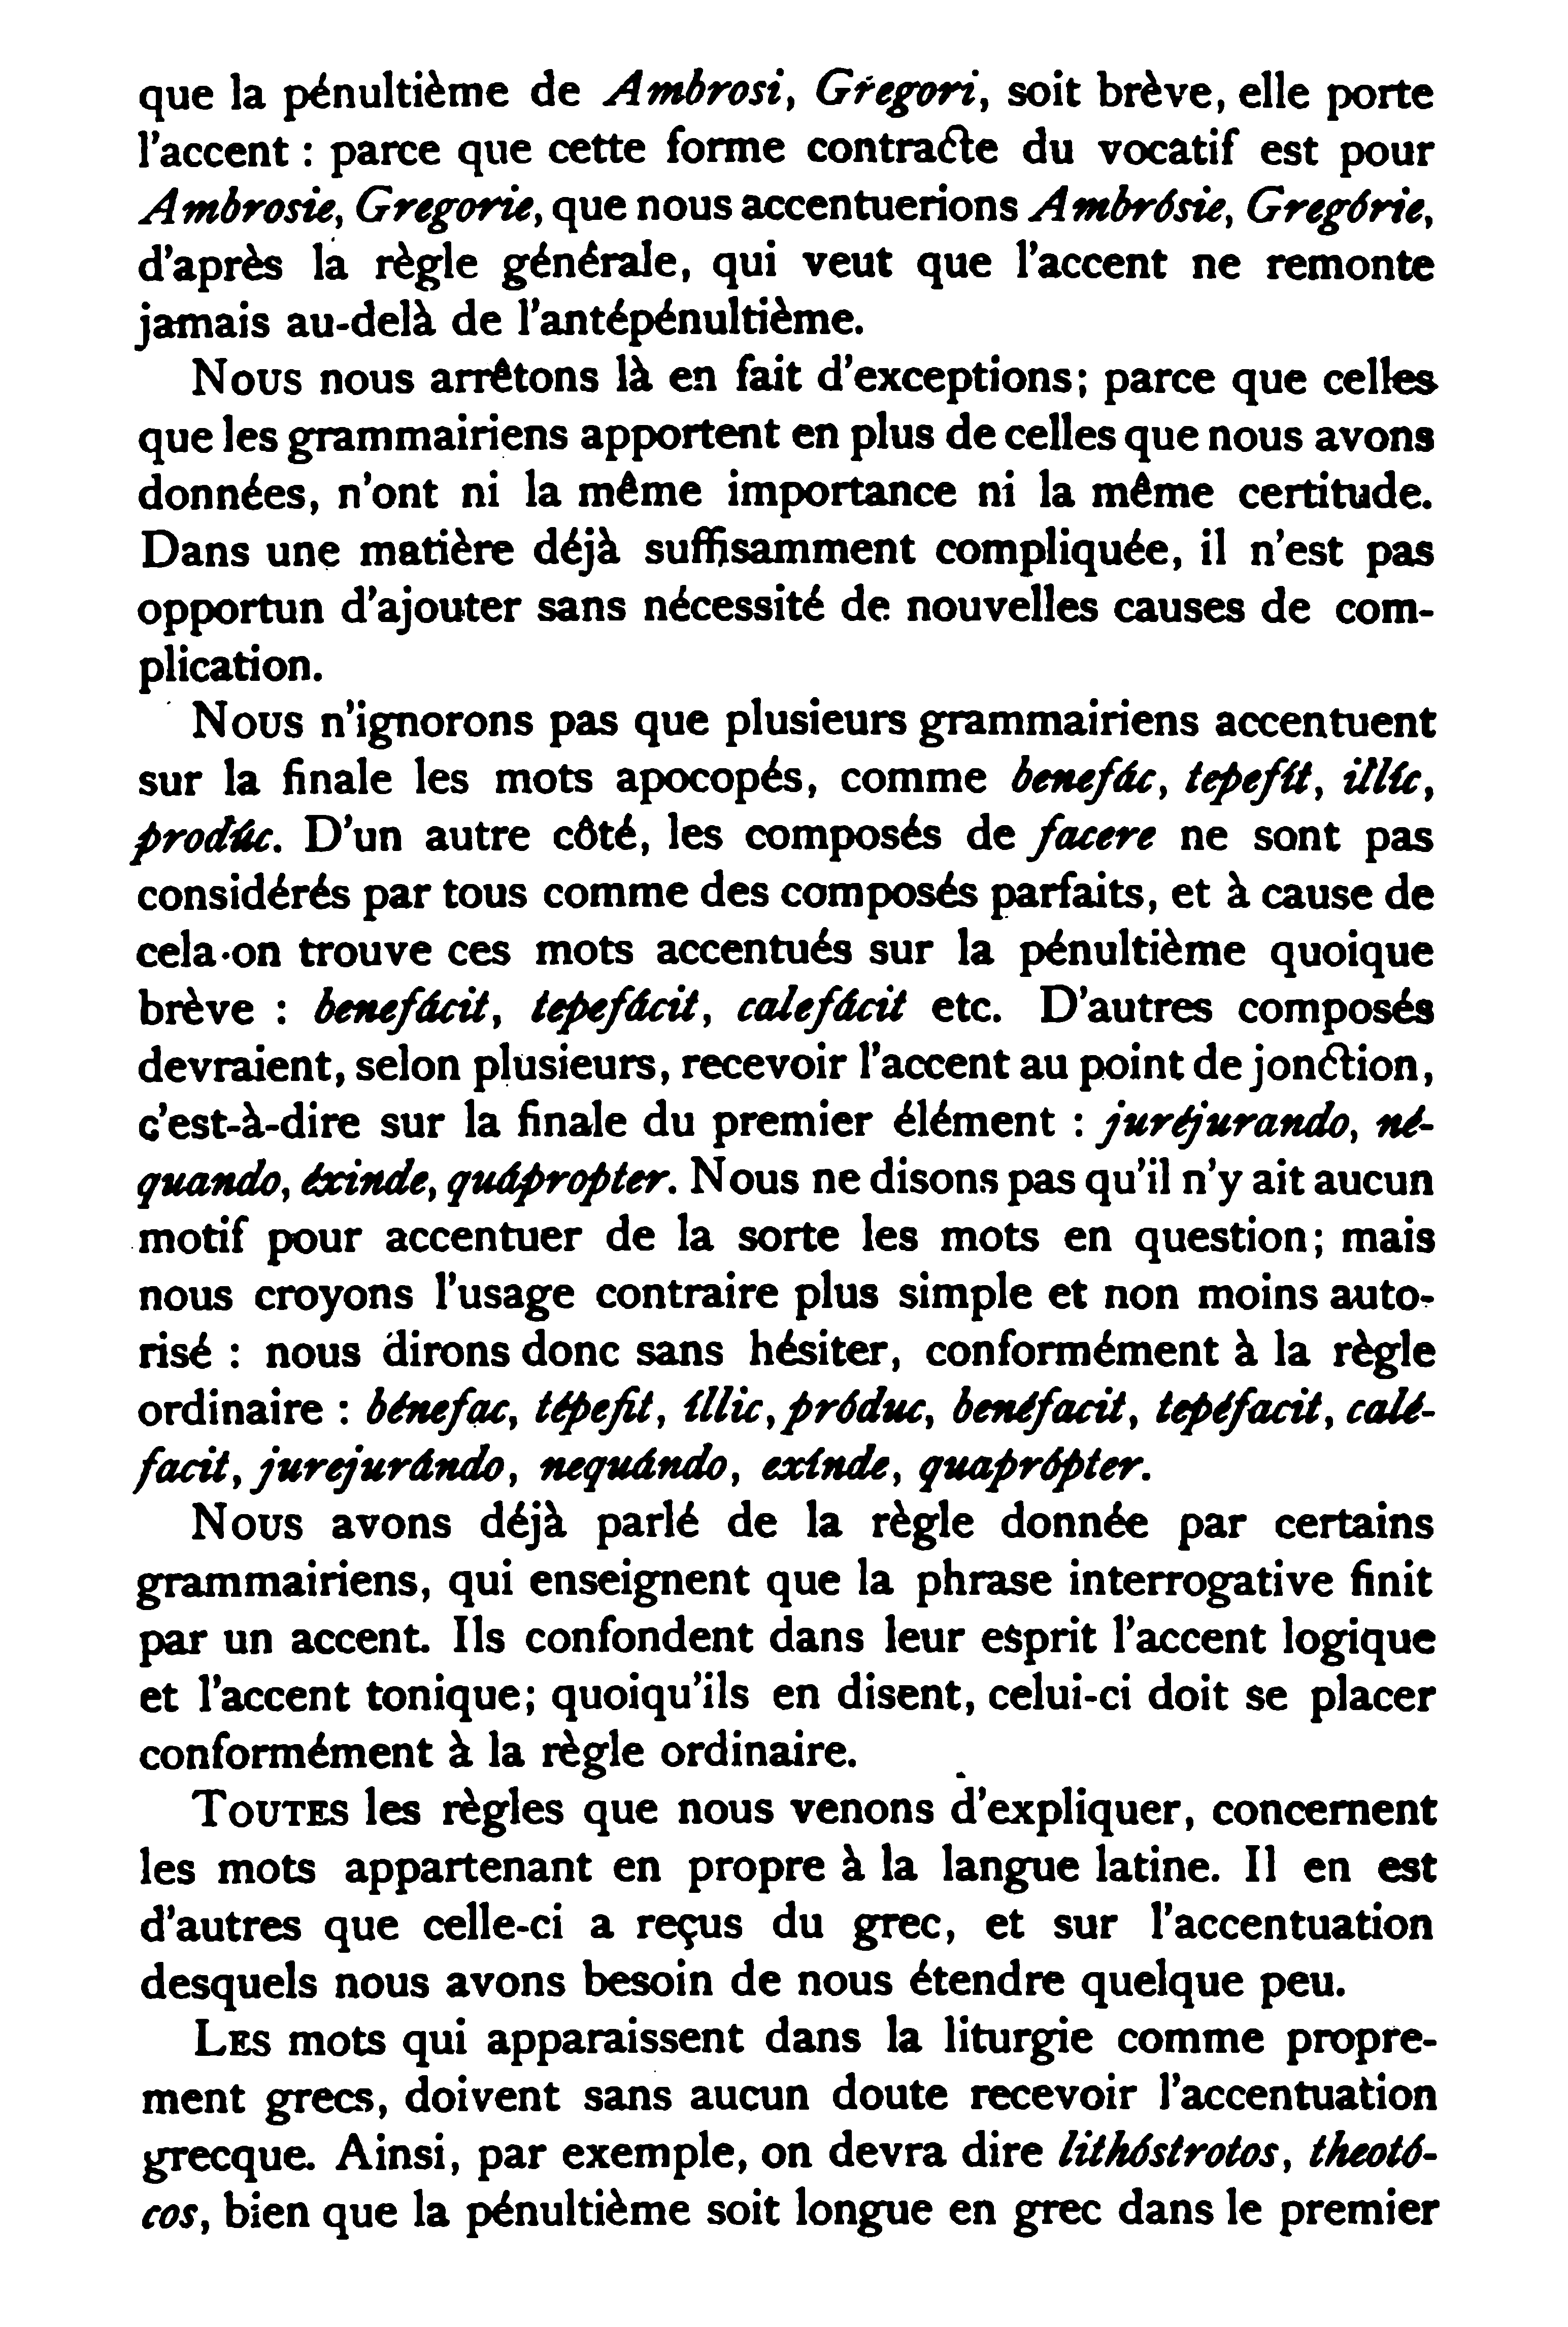 que la pénultième de Ambrosi, Gregori, soit brève, elle porte
l'accent : parce que cette forme contracte du vocatif est pour
Ambrosie, Gregorie, que nous accentuerions Ambrósie, Gregórie,
d'après la règle générale, qui veut que l'accent ne remonte
jamais au-delà de l'antépénultième.
Nous nous arrêtons là en fait d'exceptions; parce que celles
que les grammairiens apportent en plus de celles que nous avons
données, n'ont ni la même importance ni la même certitude.
Dans une matière déjà suffisamment compliquée, il n'est pas
opportun d'ajouter sans nécessité de nouvelles causes de com-
plication.
Nous n'ignorons pas que plusieurs grammairiens accentuent
sur la finale les mots apocopés, comme benefác, tepefít, illíc,
prodúc. D'un autre côté, les composés de facere ne sont pas
considérés par tous comme des composés parfaits, et à cause de
cela on trouve ces mots accentués sur la pénultième quoique
brève : benefácit, tepefácit, calefácit etc. D'autres composés
devraient, selon plusieurs, recevoir l'accent au point de jonction,
c'est-à-dire sur la finale du premier élément : juréjurando, né-
quando, éxinde, quápropter. Nous ne disons pas qu'il n'y ait aucun
motif pour accentuer de la sorte les mots en question; mais
nous croyons l'usage contraire plus simple et non moins auto-
risé : nous dirons donc sans hésiter, conformément à la règle
ordinaire : bénefac, tépefit, íllic, próduc, benéfacit, tepéfacit, calé-
facit, jurejurándo, nequándo, exínde, quaprópter.
Nous avons déjà parlé de la règle donnée par certains
grammairiens, qui enseignent que la phrase interrogative finit
par un accent. Ils confondent dans leur esprit l'accent logique
et l'accent tonique; quoiqu'ils en disent, celui-ci doit se placer
conformément à la règle ordinaire.
Toutes les règles que nous venons d'expliquer, concernent
les mots appartenant en propre à la langue latine. Il en est
d'autres que celle-ci a reçus du grec, et sur l'accentuation
desquels nous avons besoin de nous étendre quelque peu.
Les mots qui apparaissent dans la liturgie comme propre-
ment grecs, doivent sans aucun doute recevoir l'accentuation
grecque. Ainsi, par exemple, on devra dire lithóstrotos, theotó-
cos, bien que la pénultième soit longue en grec dans le premier